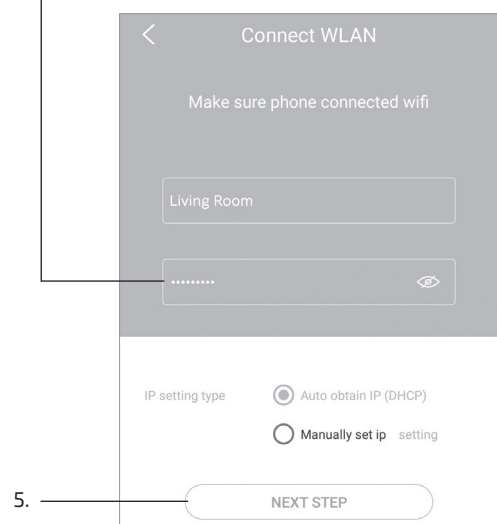 Connect WLAN
Make sure phone connected wifi
Living Room
•••••••••
IP setting type
Auto obtain IP (DHCP)
Manually set ip setting
5.
NEXT STEP